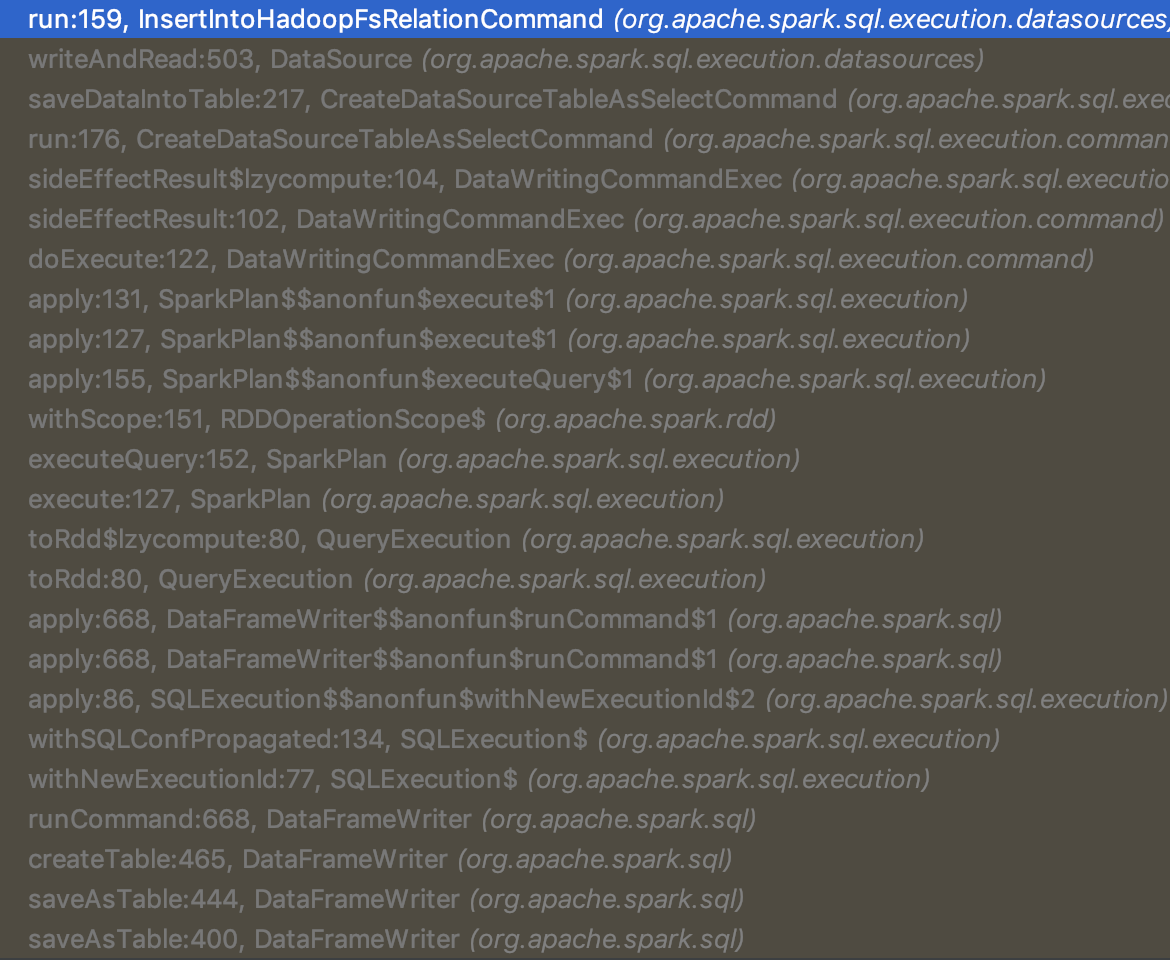 run:159, InsertIntoHadoopFsRelationCommand (org.apache.spark.sql.execution.datasources)
writeAndRead:503, DataSource (org.apache.spark.sql.execution.datasources)
saveDataIntoTable:217, CreateDataSourceTableAsSelectCommand (org.apache.spark.sql.exec
run:176, CreateDataSourceTableAsSelectCommand (org.apache.spark.sql.execution.comman
sideEffectResult$lzycompute:104, DataWritingCommandExec (org.apache.spark.sql.executio
sideEffectResult:102, DataWritingCommandExec (org.apache.spark.sql.execution.command)
doExecute:122, DataWritingCommandExec (org.apache.spark.sql.execution.command)
apply:131, SparkPlan$$anonfun$execute$1 (org.apache.spark.sql.execution)
apply:127, SparkPlan$$anonfun$execute$1 (org.apache.spark.sql.execution)
apply:155, SparkPlan$$anonfun$executeQuery$1 (org.apache.spark.sql.execution)
withScope:151, RDDOperationScope$ (org.apache.spark.rdd)
executeQuery:152, SparkPlan (org.apache.spark.sql.execution)
execute:127, SparkPlan (org.apache.spark.sql.execution)
toRdd$lzycompute:80, QueryExecution (org.apache.spark.sql.execution)
toRdd:80, QueryExecution (org.apache.spark.sql.execution)
apply:668, DataFrameWriter$$anonfun$runCommand$1 (org.apache.spark.sql)
apply:668, DataFrameWriter$$anonfun$runCommand$1 (org.apache.spark.sql)
apply:86, SQLExecution$$anonfun$withNewExecutionId$2 (org.apache.spark.sql.execution)
withSQLConfPropagated:134, SQLExecution$ (org.apache.spark.sql.execution)
withNewExecutionId:77, SQLExecution$ (org.apache.spark.sql.execution)
runCommand:668, DataFrameWriter (org.apache.spark.sql)
createTable:465, DataFrameWriter (org.apache.spark.sql)
saveAsTable:444, DataFrameWriter (org.apache.spark.sql)
saveAsTable:400, DataFrameWriter (org.apache.spark.sql)